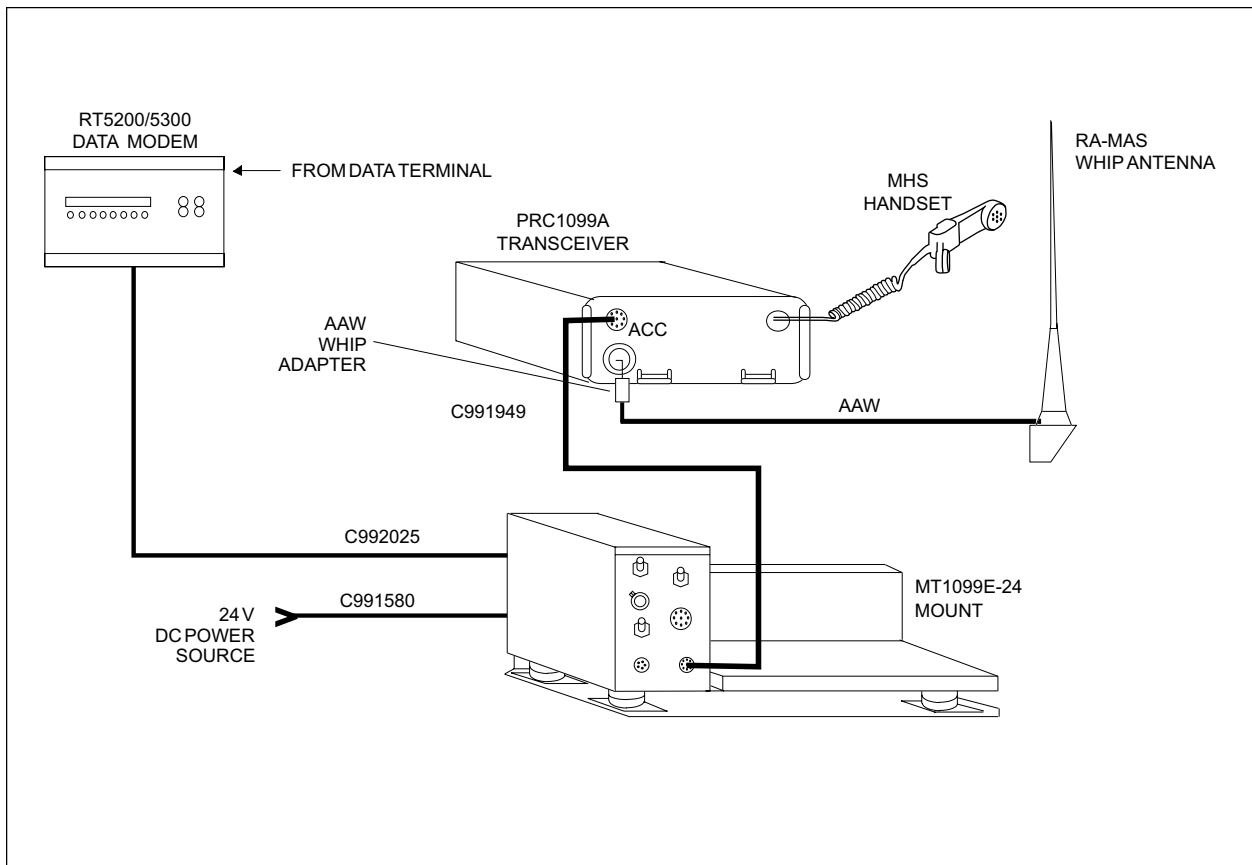 RT5200/5300
DATA MODEM
FROM DATA TERMINAL
RA-MAS
WHIP ANTENNA
MHS
HANDSET
PRC1099A
TRANSCEIVER
AAW
WHIP
ADAPTER
ACC
C991949
AAW
C992025
C991580
24 V
DC POWER
SOURCE
MT1099E-24
MOUNT